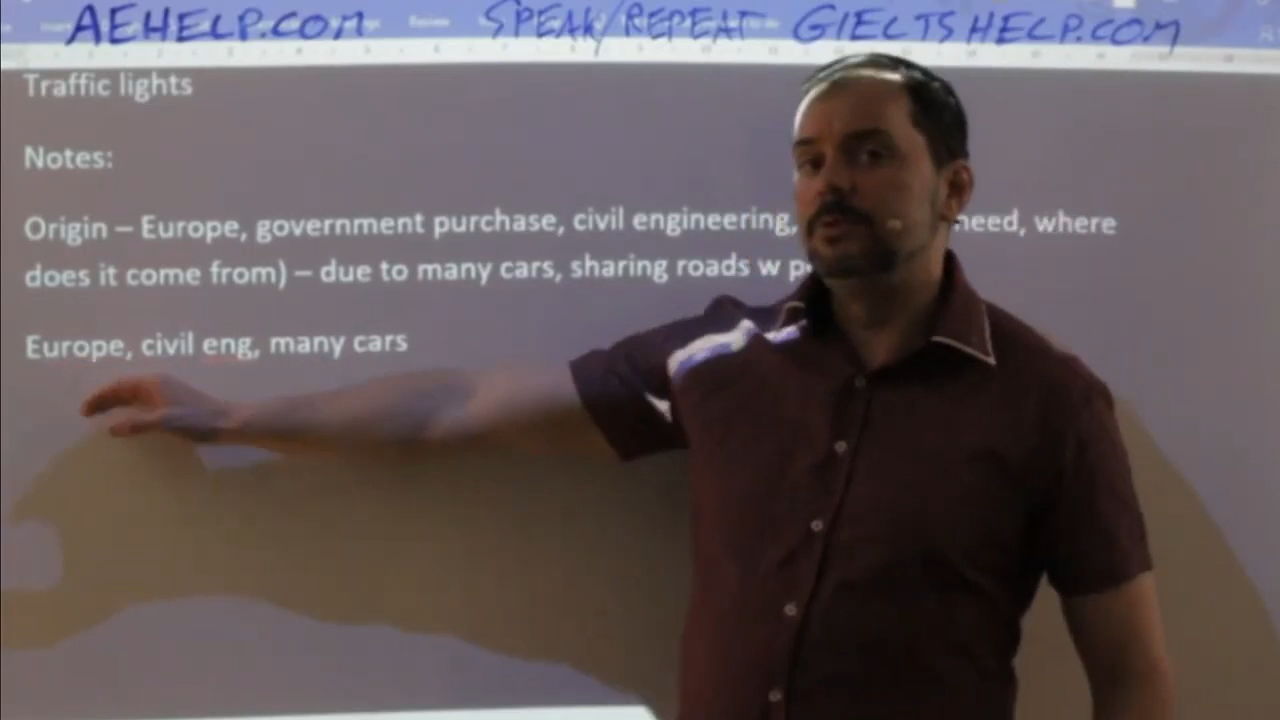 AEHELP.COM SPEAK/REPEAT GIELTSHELP.COM
Traffic lights
Notes:
Origin – Europe, government purchase, civil engineering, need, where
does it come from) – due to many cars, sharing roads w
Europe, civil eng, many cars